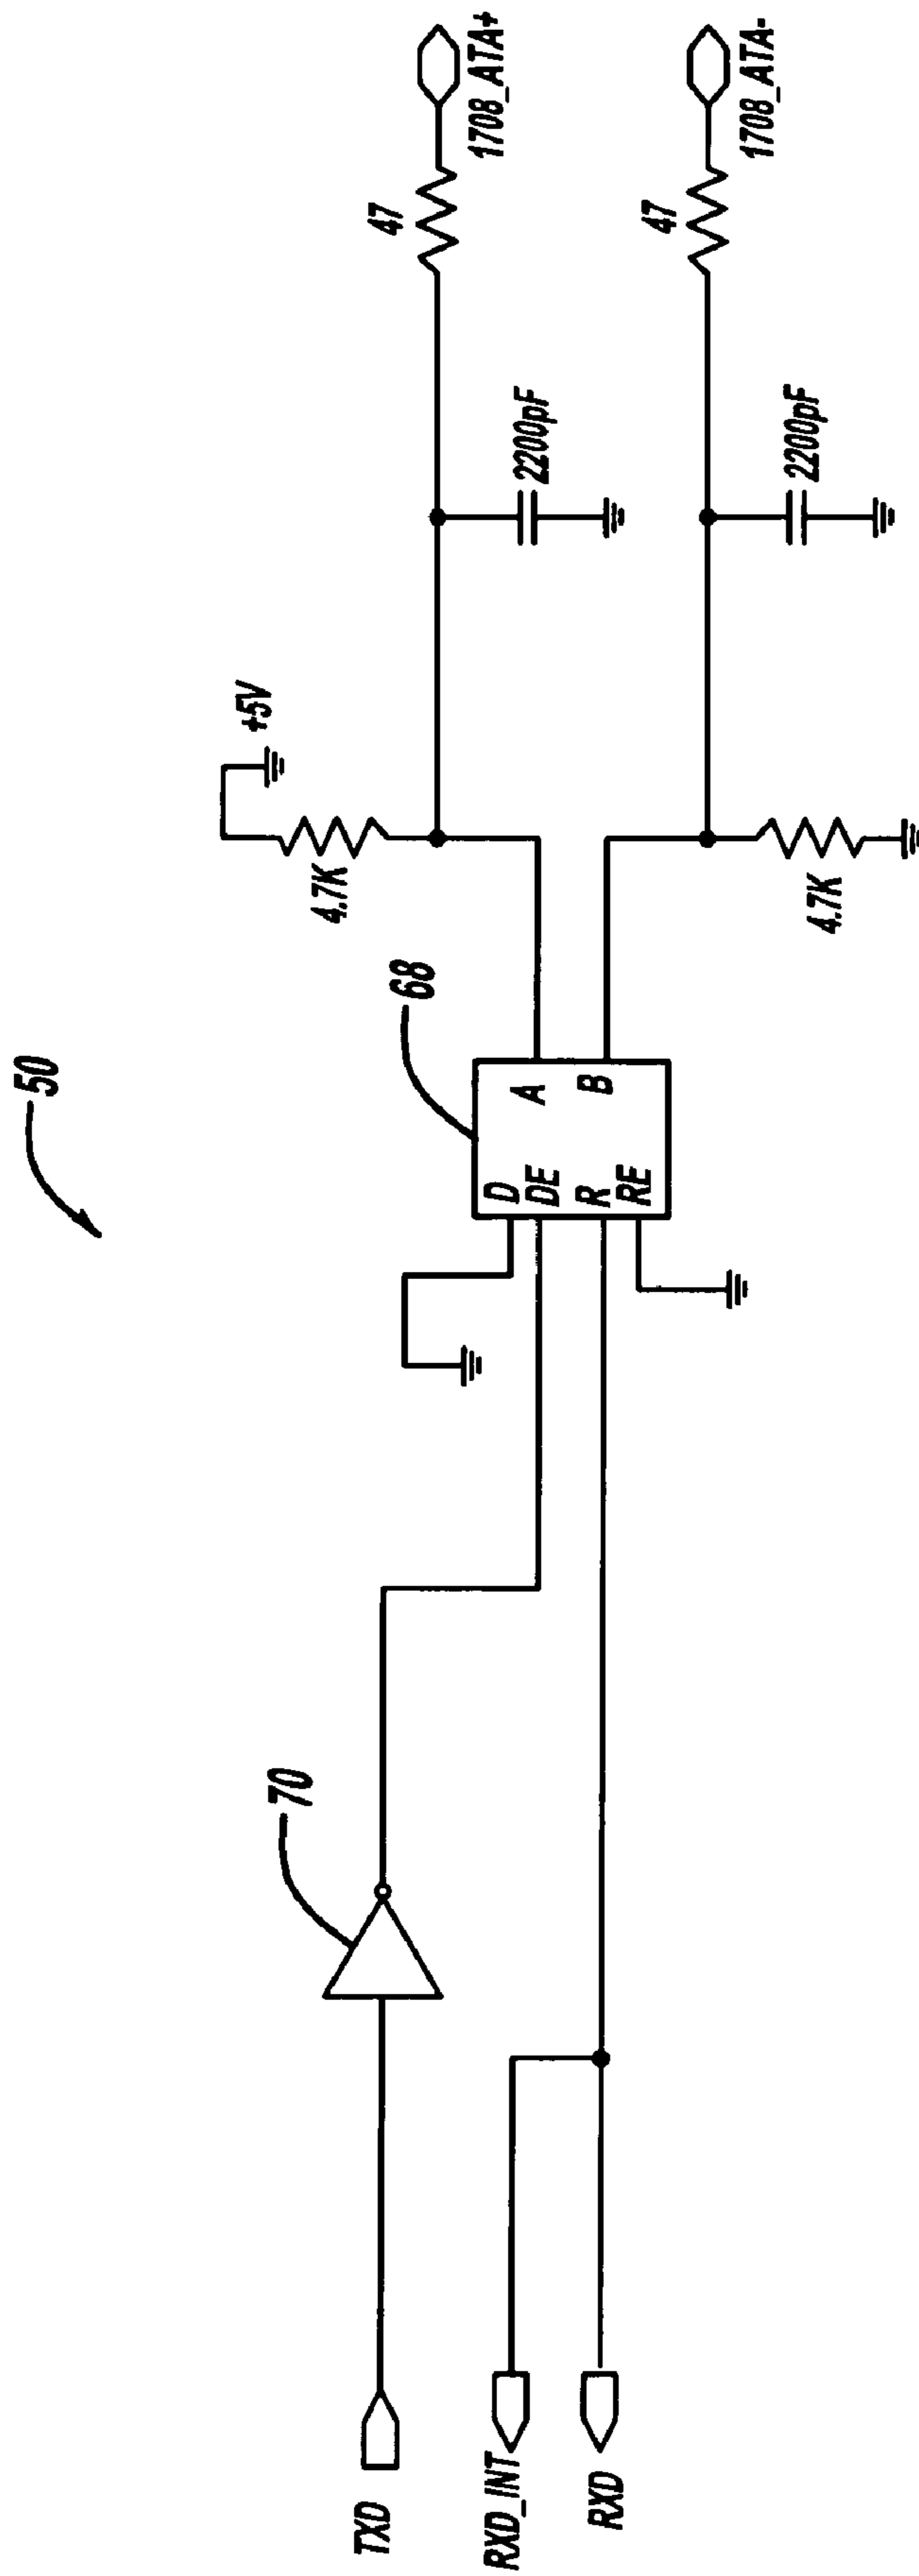 50
70
68
TXD
RXD_INT
RXD
D
DE
R
RE
A
B
+5V
4.7K
4.7K
2200pF
2200pF
47
47
1708_ATA+
1708_ATA-